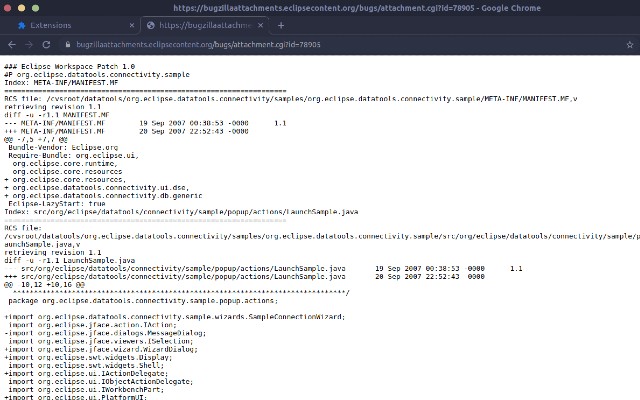 https://bugzillaattachments.eclipsecontent.org/bugs/attachment.cgi?id=78905 - Google Chrome
Extensions
https://bugzillaattachme
bugzillaattachments.eclipsecontent.org/bugs/attachment.cgi?id=78905
### Eclipse Workspace Patch 1.0
#P org.eclipse.datatools.connectivity.sample
Index: META-INF/MANIFEST.MF
===================================================================
RCS file: /cvsroot/datatools/org.eclipse.datatools.connectivity/samples/org.eclipse.datatools.connectivity.sample/META-INF/MANIFEST.MF,v
retrieving revision 1.1
diff -u -r1.1 MANIFEST.MF
--- META-INF/MANIFEST.MF 19 Sep 2007 00:38:53 -0000 1.1
+++ META-INF/MANIFEST.MF 20 Sep 2007 22:52:43 -0000
@@ -7,5 +7,7 @@
Bundle-Vendor: Eclipse.org
Require-Bundle: org.eclipse.ui,
org.eclipse.core.runtime,
- org.eclipse.core.resources
+ org.eclipse.core.resources,
+ org.eclipse.datatools.connectivity.ui.dse,
+ org.eclipse.datatools.connectivity.db.generic
Eclipse-LazyStart: true
Index: src/org/eclipse/datatools/connectivity/sample/popup/actions/LaunchSample.java
===================================================================
RCS file:
/cvsroot/datatools/org.eclipse.datatools.connectivity/samples/org.eclipse.datatools.connectivity.sample/src/org/eclipse/datatools/connectivity/sample/p
aunchSample.java,v
retrieving revision 1.1
diff -u -r1.1 LaunchSample.java
--- src/org/eclipse/datatools/connectivity/sample/popup/actions/LaunchSample.java 19 Sep 2007 00:38:53 -0000 1.1
+++ src/org/eclipse/datatools/connectivity/sample/popup/actions/LaunchSample.java 20 Sep 2007 22:52:43 -0000
@@ -10,12 +10,16 @@
*******************************************************************************/
package org.eclipse.datatools.connectivity.sample.popup.actions;
+import org.eclipse.datatools.connection.sample.wizards.SampleConnectionWizard;
import org.eclipse.jface.action.IAction;
-import org.eclipse.jface.dialogs.MessageDialog;
import org.eclipse.jface.viewers.ISelection;
+import org.eclipse.jface.wizard.WizardDialog;
+import org.eclipse.swt.widgets.Display;
import org.eclipse.swt.widgets.Shell;
+import org.eclipse.ui.IActionDelegate;
import org.eclipse.ui.IObjectActionDelegate;
import org.eclipse.ui.IWorkbenchPart;
+import org.eclipse.ui.PlatformUI;